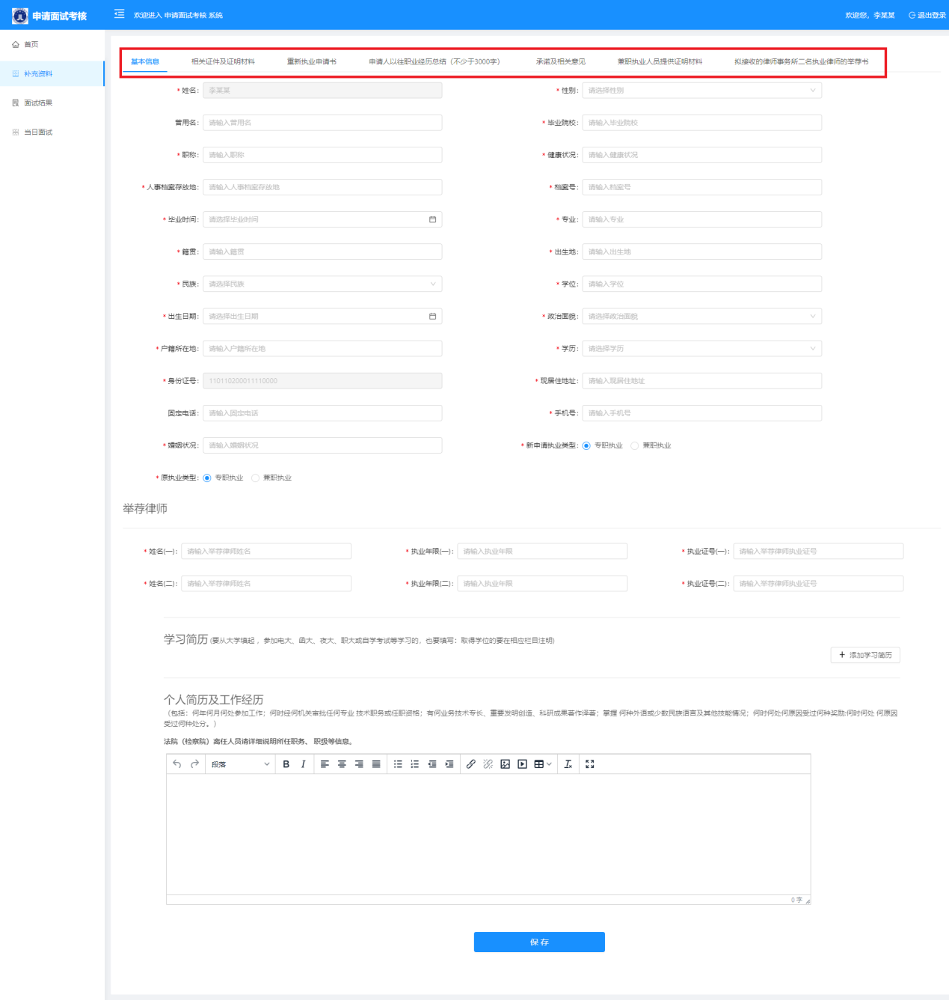 申请面试考核
欢迎进入 申请面试考核 系统
欢迎您，李某某
退出登录
首页
补充资料
面试结果
当日面试
基本信息 相关证件及证明材料 重新执业申请书 申请人以往职业经历总结（不少于3000字） 承诺及相关意见 兼职执业人员提供证明材料 拟接收的律师事务所二名执业律师的举荐书
* 姓名： 李某某 * 性别： 请选择性别
曾用名： 请输入曾用名 * 毕业院校： 请输入毕业院校
* 职称： 请输入职称 * 健康状况： 请输入健康状况
* 人事档案存放地： 请输入人事档案存放地 * 档案号： 请输入档案号
* 毕业时间： 请选择毕业时间 * 专业： 请输入专业
* 籍贯： 请输入籍贯 * 出生地： 请输入出生地
* 民族： 请选择民族 * 学位： 请输入学位
* 出生日期： 请选择出生日期 * 政治面貌： 请选择政治面貌
* 户籍所在地： 请输入户籍所在地 * 学历： 请选择学历
* 身份证号： 110110200011110000 * 现居住地址： 请输入现居住地址
固定电话： 请输入固定电话 * 手机号： 请输入手机号
* 婚姻状况： 请输入婚姻状况 * 新申请执业类型： 专职执业 兼职执业
* 原执业类型： 专职执业 兼职执业
举荐律师
* 姓名(一)： 请输入举荐律师姓名 * 执业年限(一)： 请输入执业年限 * 执业证号(一)： 请输入举荐律师执业证号
* 姓名(二)： 请输入举荐律师姓名 * 执业年限(二)： 请输入执业年限 * 执业证号(二)： 请输入举荐律师执业证号
学习简历 (要从大学填起 ，参加电大、函大、夜大、职大或自学考试等学习的，也要填写：取得学位的要在相应栏目注明)
+ 添加学习简历
个人简历及工作经历
（包括：何年何月何处参加工作；何时经何机关审批任何专业 技术职务或任职资格；有何业务技术专长、重要发明创造、科研成果著作译著；掌握 何种外语或少数民族语言及其他技能情况；何时何处何原因受过何种奖励:何时何处 何原因
受过何种处分。）
法院（检察院）离任人员请详细说明所任职务、 职级等信息。
段落 B I
0 字
保 存